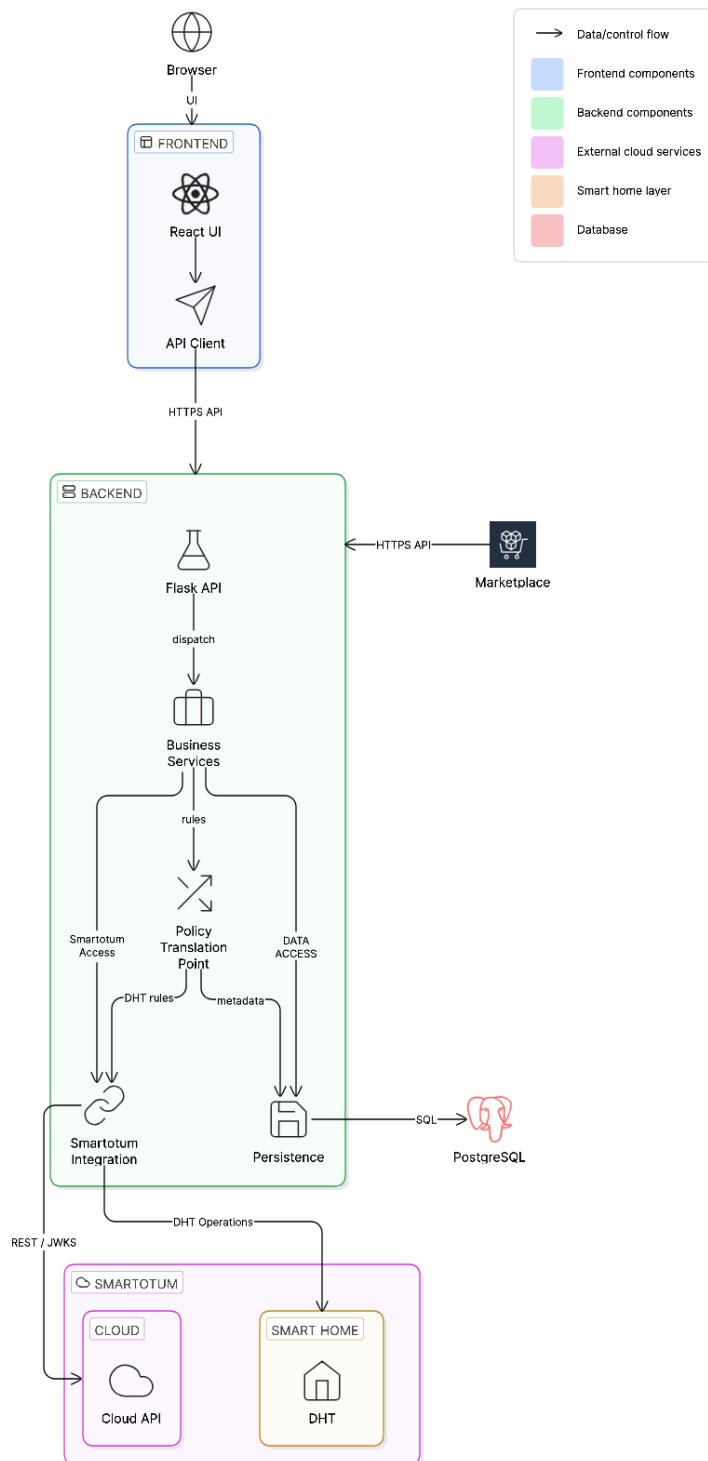 Browser
UI
FRONTEND
React UI
API Client
HTTPS API
Data/control flow
Frontend components
Backend components
External cloud services
Smart home layer
Database
BACKEND
Flask API
HTTPS API
Marketplace
dispatch
Business
Services
rules
Policy
Translation
Point
Smartotum
Access
DATA
ACCESS
DHT rules
metadata
Smartotum
Integration
Persistence
SQL
PostgreSQL
DHT Operations
REST / JWKS
SMARTOTUM
CLOUD
Cloud API
SMART HOME
DHT